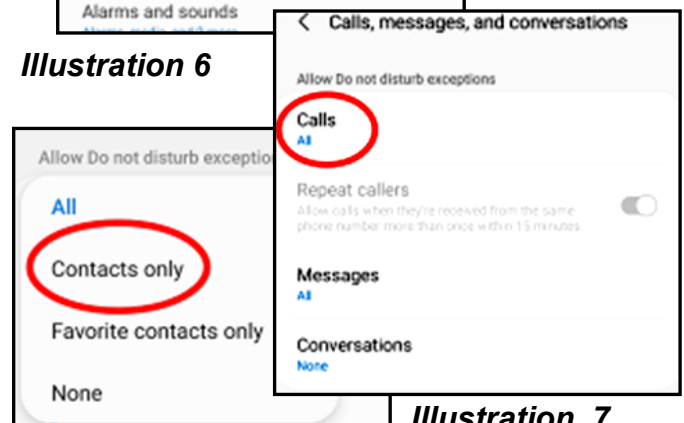 Alarms and sounds
Illustration 6
Calls, messages, and conversations
Allow Do not disturb exceptions
Calls
All
Repeat callers
Allow calls when they're received from the same
phone number more than once within 15 minutes.
Messages
All
Conversations
None
Illustration 7
Allow Do not disturb exceptio
All
Contacts only
Favorite contacts only
None